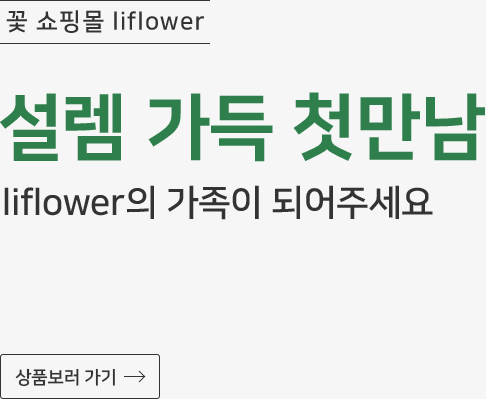 꽃 쇼핑몰 liflower
설렘 가득 첫만남
liflower의 가족이 되어주세요
상품보러 가기 →